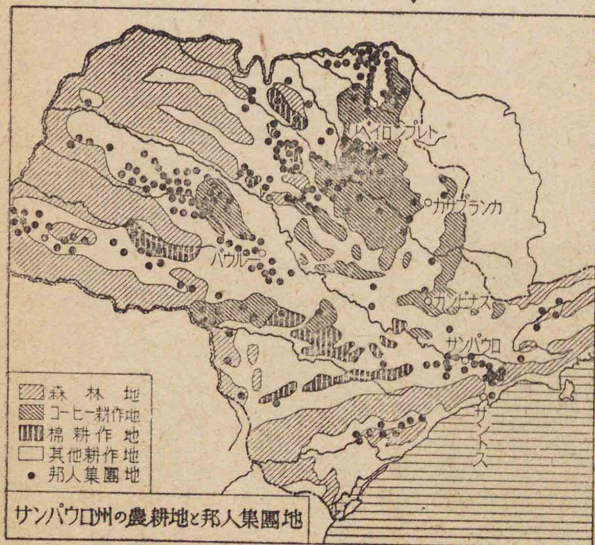 リベイロンプレト
カサブランカ
バウルー
カンピナス
サンパウロ
サントス
森林地
コーヒー耕作地
棉耕作地
其他耕作地
邦人集團地
サンパウロ州の農耕地と邦人集團地